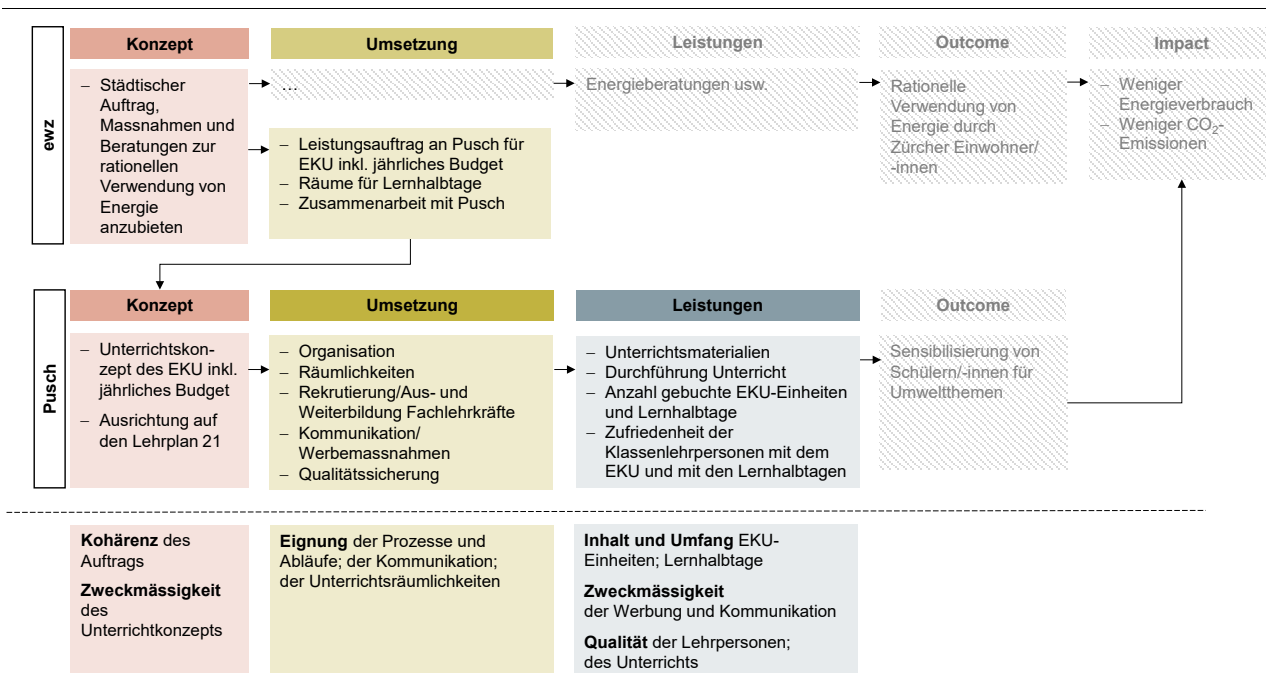 ewz
Konzept
– Städtischer
Auftrag,
Massnahmen und
Beratungen zur
rationellen
Verwendung von
Energie
anzubieten
Umsetzung
...
– Leistungsauftrag an Pusch für
EKU inkl. jährliches Budget
– Räume für Lernhalbtage
– Zusammenarbeit mit Pusch
Leistungen
Energieberatungen usw.
Outcome
Rationelle
Verwendung von
Energie durch
Zürcher Einwohner/
-innen
Impact
– Weniger
Energieverbrauch
– Weniger CO₂-
Emissionen
Pusch
Konzept
– Unterrichtskon-
zept des EKU inkl.
jährliches Budget
– Ausrichtung auf
den Lehrplan 21
Umsetzung
– Organisation
– Räumlichkeiten
– Rekrutierung/Aus- und
Weiterbildung Fachlehrkräfte
– Kommunikation/
Werbemassnahmen
– Qualitätssicherung
Leistungen
– Unterrichtsmaterialien
– Durchführung Unterricht
– Anzahl gebuchte EKU-Einheiten
und Lernhalbtage
– Zufriedenheit der
Klassenlehrpersonen mit dem
EKU und mit den Lernhalbtagen
Outcome
Sensibilisierung von
Schülern/-innen für
Umweltthemen
Kohärenz des
Auftrags
Zweckmässigkeit
des
Unterrichtkonzepts
Eignung der Prozesse und
Abläufe; der Kommunikation;
der Unterrichtsräumlichkeiten
Inhalt und Umfang EKU-
Einheiten; Lernhalbtage
Zweckmässigkeit
der Werbung und Kommunikation
Qualität der Lehrpersonen;
des Unterrichts